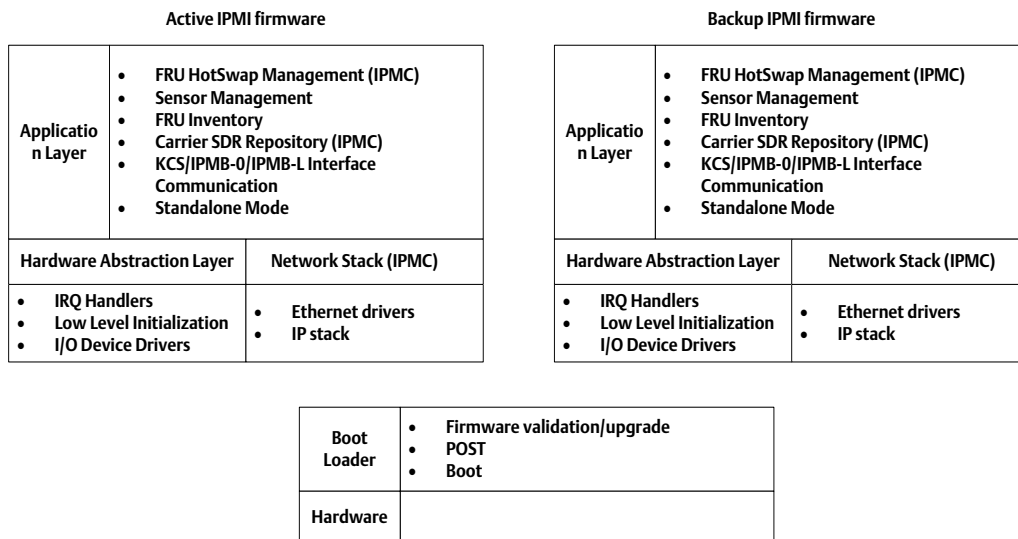 Active IPMI firmware
Applicatio
n Layer
• FRU HotSwap Management (IPMC)
• Sensor Management
• FRU Inventory
• Carrier SDR Repository (IPMC)
• KCS/IPMB-0/IPMB-L Interface
Communication
• Standalone Mode
Hardware Abstraction Layer
Network Stack (IPMC)
• IRQ Handlers
• Low Level Initialization
• I/O Device Drivers
• Ethernet drivers
• IP stack
Backup IPMI firmware
Applicatio
n Layer
• FRU HotSwap Management (IPMC)
• Sensor Management
• FRU Inventory
• Carrier SDR Repository (IPMC)
• KCS/IPMB-0/IPMB-L Interface
Communication
• Standalone Mode
Hardware Abstraction Layer
Network Stack (IPMC)
• IRQ Handlers
• Low Level Initialization
• I/O Device Drivers
• Ethernet drivers
• IP stack
Boot
Loader
• Firmware validation/upgrade
• POST
• Boot
Hardware